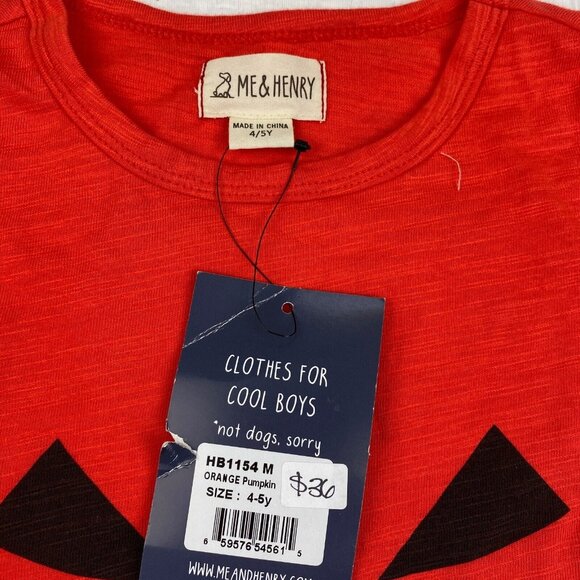 ME & HENRY
MADE IN CHINA
4/5Y
CLOTHES FOR
COOL BOYS
*not dogs, sorry
HB1154 M
ORANGE Pumpkin
SIZE : 4-5y
$36
6 59576 54561 5
WWW.MEANDHENRY.COM